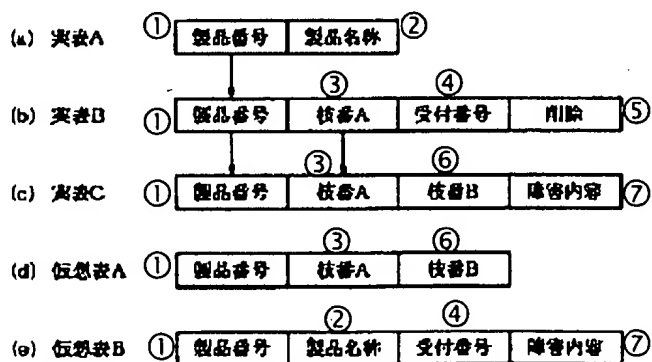 (a) 実表A ① 製品番号 製品名称 ②
③ ④
(b) 実表B ① 製品番号 枝番A 受付番号 削除 ⑤
③ ⑥
(c) 実表C ① 製品番号 枝番A 枝番B 障害内容 ⑦
③ ⑥
(d) 仮想表A ① 製品番号 枝番A 枝番B
② ④
(e) 仮想表B ① 製品番号 製品名称 受付番号 障害内容 ⑦